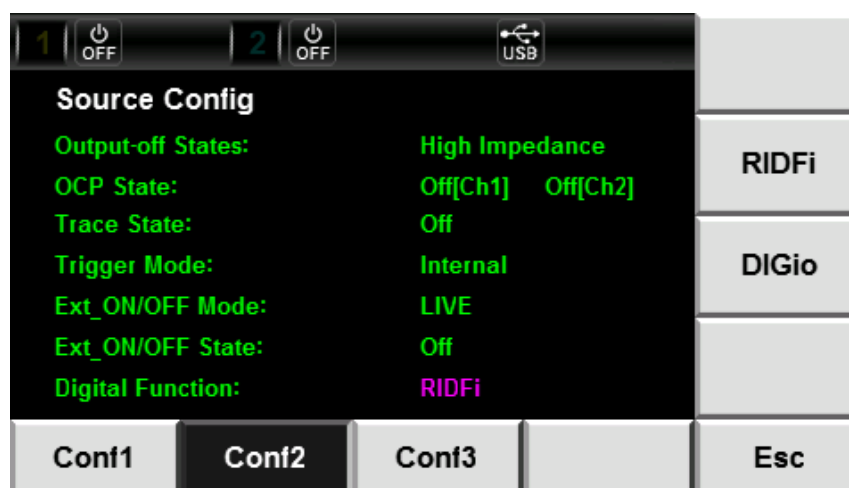 1 OFF 2 OFF USB
Source Config
Output-off States: High Impedance
OCP State: Off[Ch1] Off[Ch2]
Trace State: Off
Trigger Mode: Internal
Ext_ON/OFF Mode: LIVE
Ext_ON/OFF State: Off
Digital Function: RIDFi
RIDFi
DIGio
Conf1 Conf2 Conf3 Esc